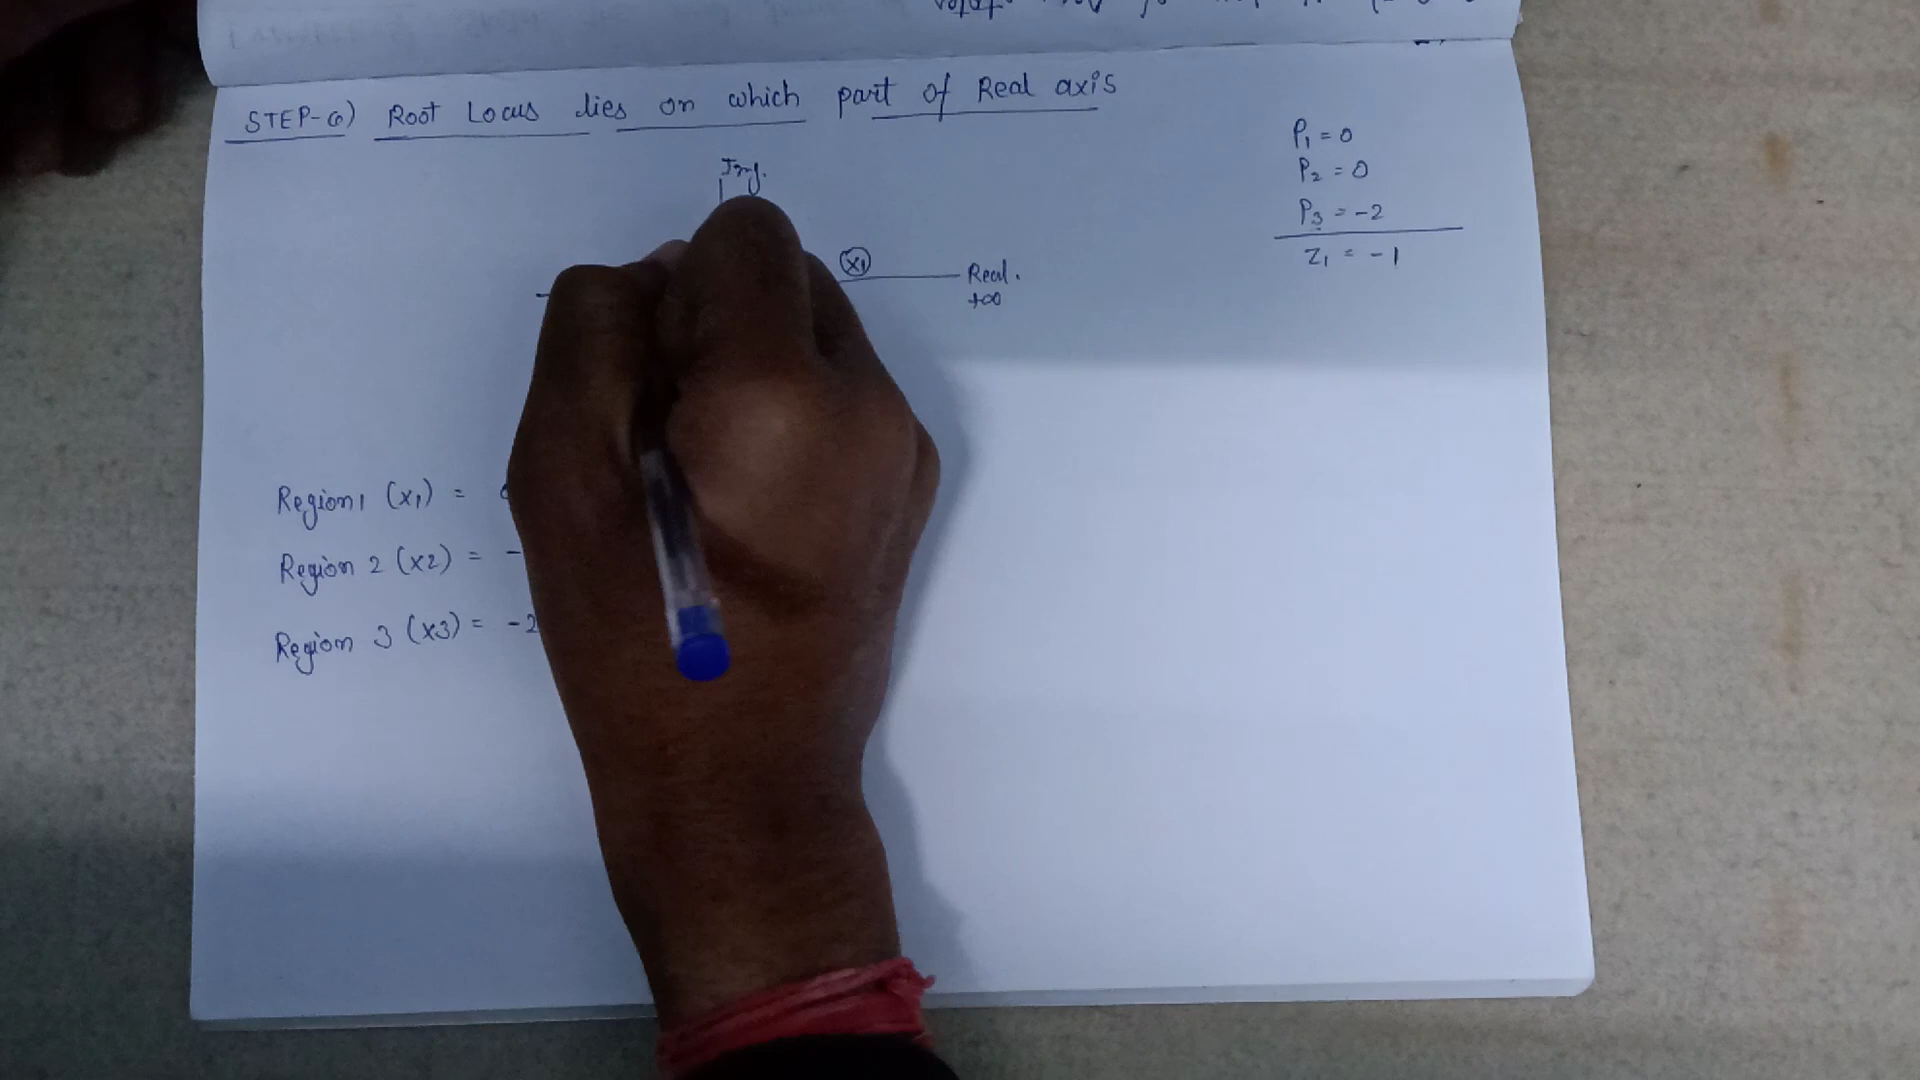 STEP-6) Root Locus lies on which part of Real axis
P1 = 0
P2 = 0
P3 = -2
Z1 = -1
Img.
X1
Real.
+∞
Region1 (x1) =
Region 2 (x2) = -
Region 3 (x3) = -2